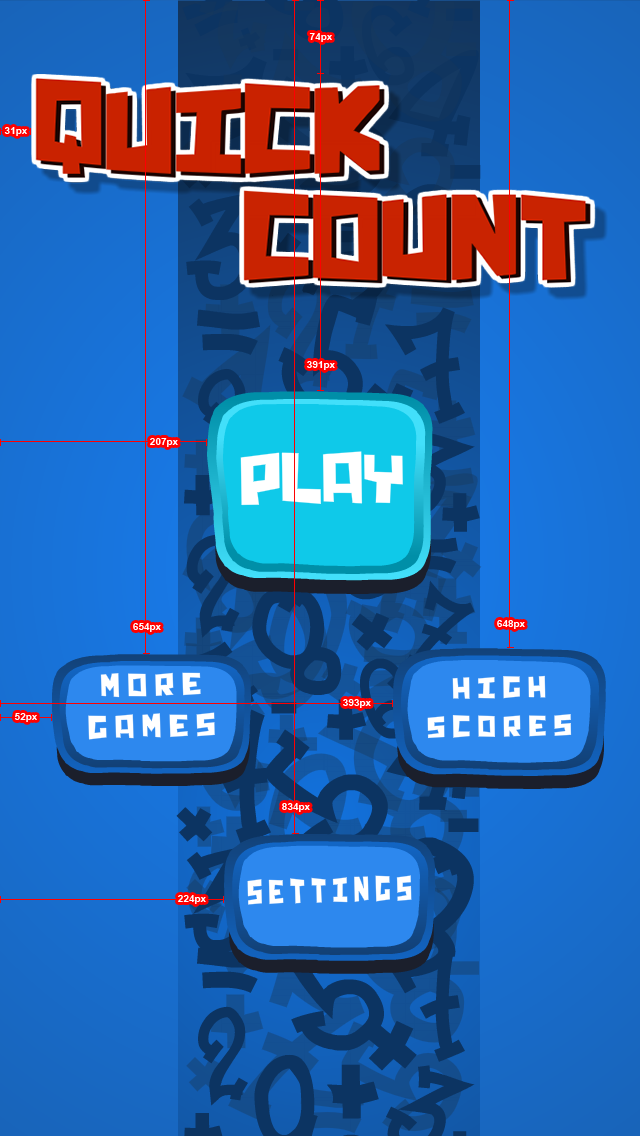 74px
QUICK
31px
COUNT
391px
PLAY
207px
654px
648px
MORE
GAMES
HIGH
SCORES
52px
393px
834px
SETTINGS
224px